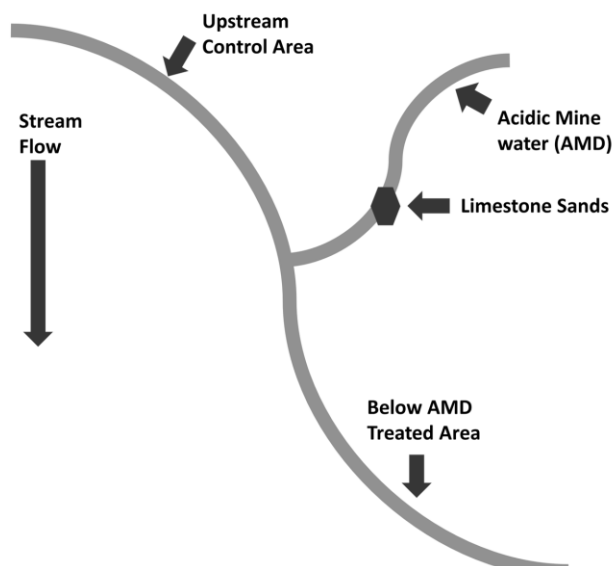 Upstream
Control Area
Stream
Flow
Acidic Mine
water (AMD)
Limestone Sands
Below AMD
Treated Area